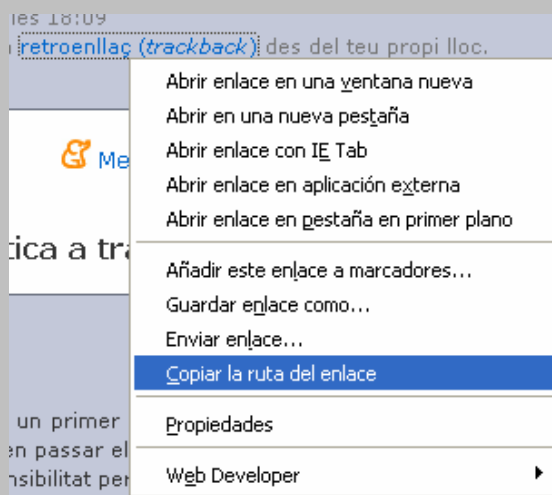 les 18:09
retroenllaç (trackback) des del teu propi lloc.
Abrir enlace en una ventana nueva
Abrir en una nueva pestaña
Me
Abrir enlace con IE Tab
Abrir enlace en aplicación externa
Abrir enlace en pestaña en primer plano
tica a tra
Añadir este enlace a marcadores...
Guardar enlace como...
Enviar enlace...
Copiar la ruta del enlace
un primer
Propiedades
en passar el
nsibilitat per
Web Developer